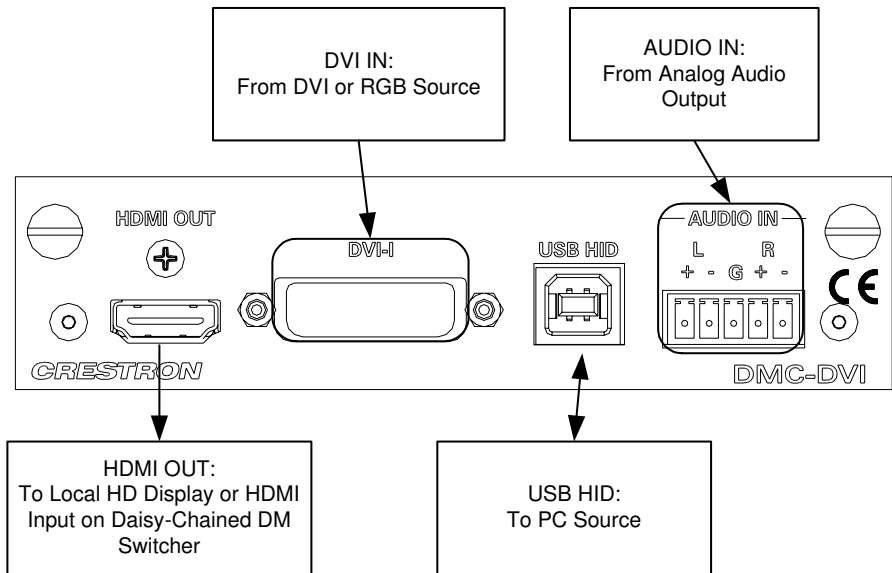 DVI IN:
From DVI or RGB Source
AUDIO IN:
From Analog Audio
Output
HDMI OUT
DVI-I
USB HID
AUDIO IN
L R
+ - G + -
CE
CRESTRON
DMC-DVI
HDMI OUT:
To Local HD Display or HDMI
Input on Daisy-Chained DM
Switcher
USB HID:
To PC Source